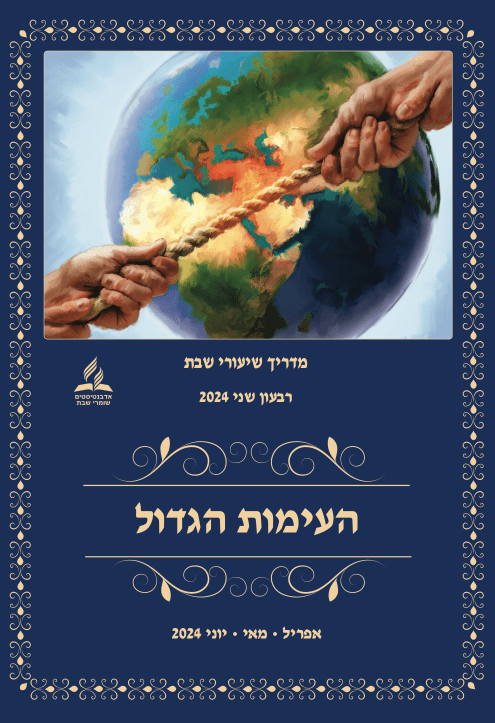 מדריך שיעורי שבת
רבעון שני 2024
אדבנטיסטים
שומרי שבת
העימות הגדול
אפריל • מאי • יוני 2024